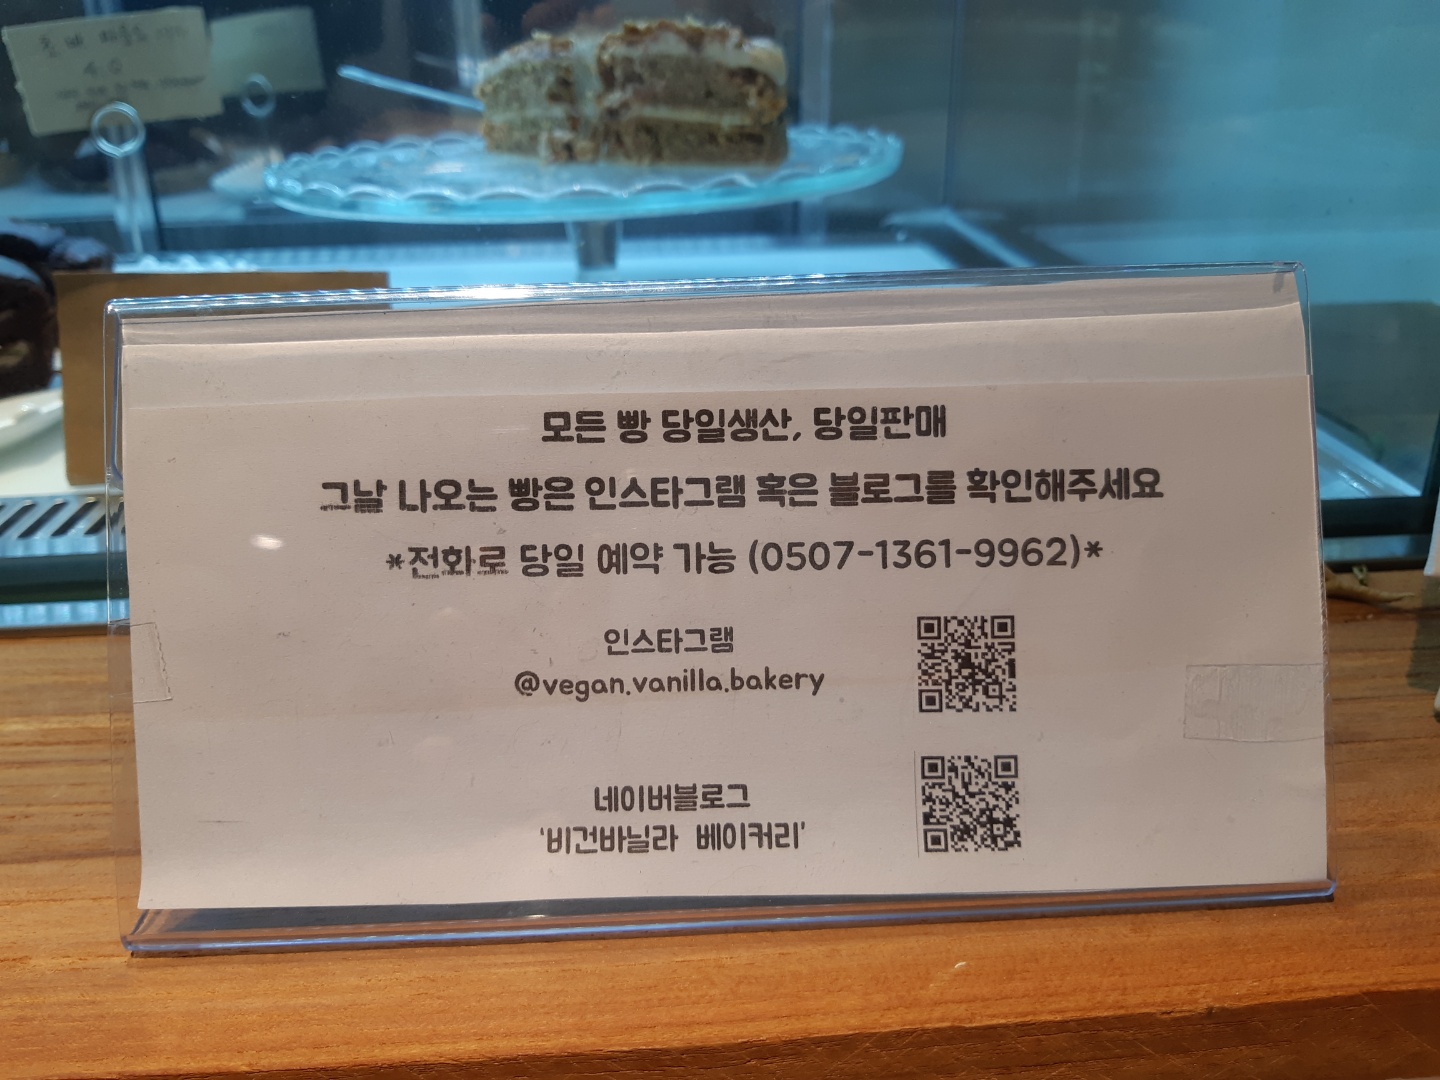 4.0
모든 빵 당일생산, 당일판매
그날 나오는 빵은 인스타그램 혹은 블로그를 확인해주세요
*전화로 당일 예약 가능 (0507-1361-9962)*
인스타그램
@vegan.vanilla.bakery
네이버블로그
'비건바닐라 베이커리'